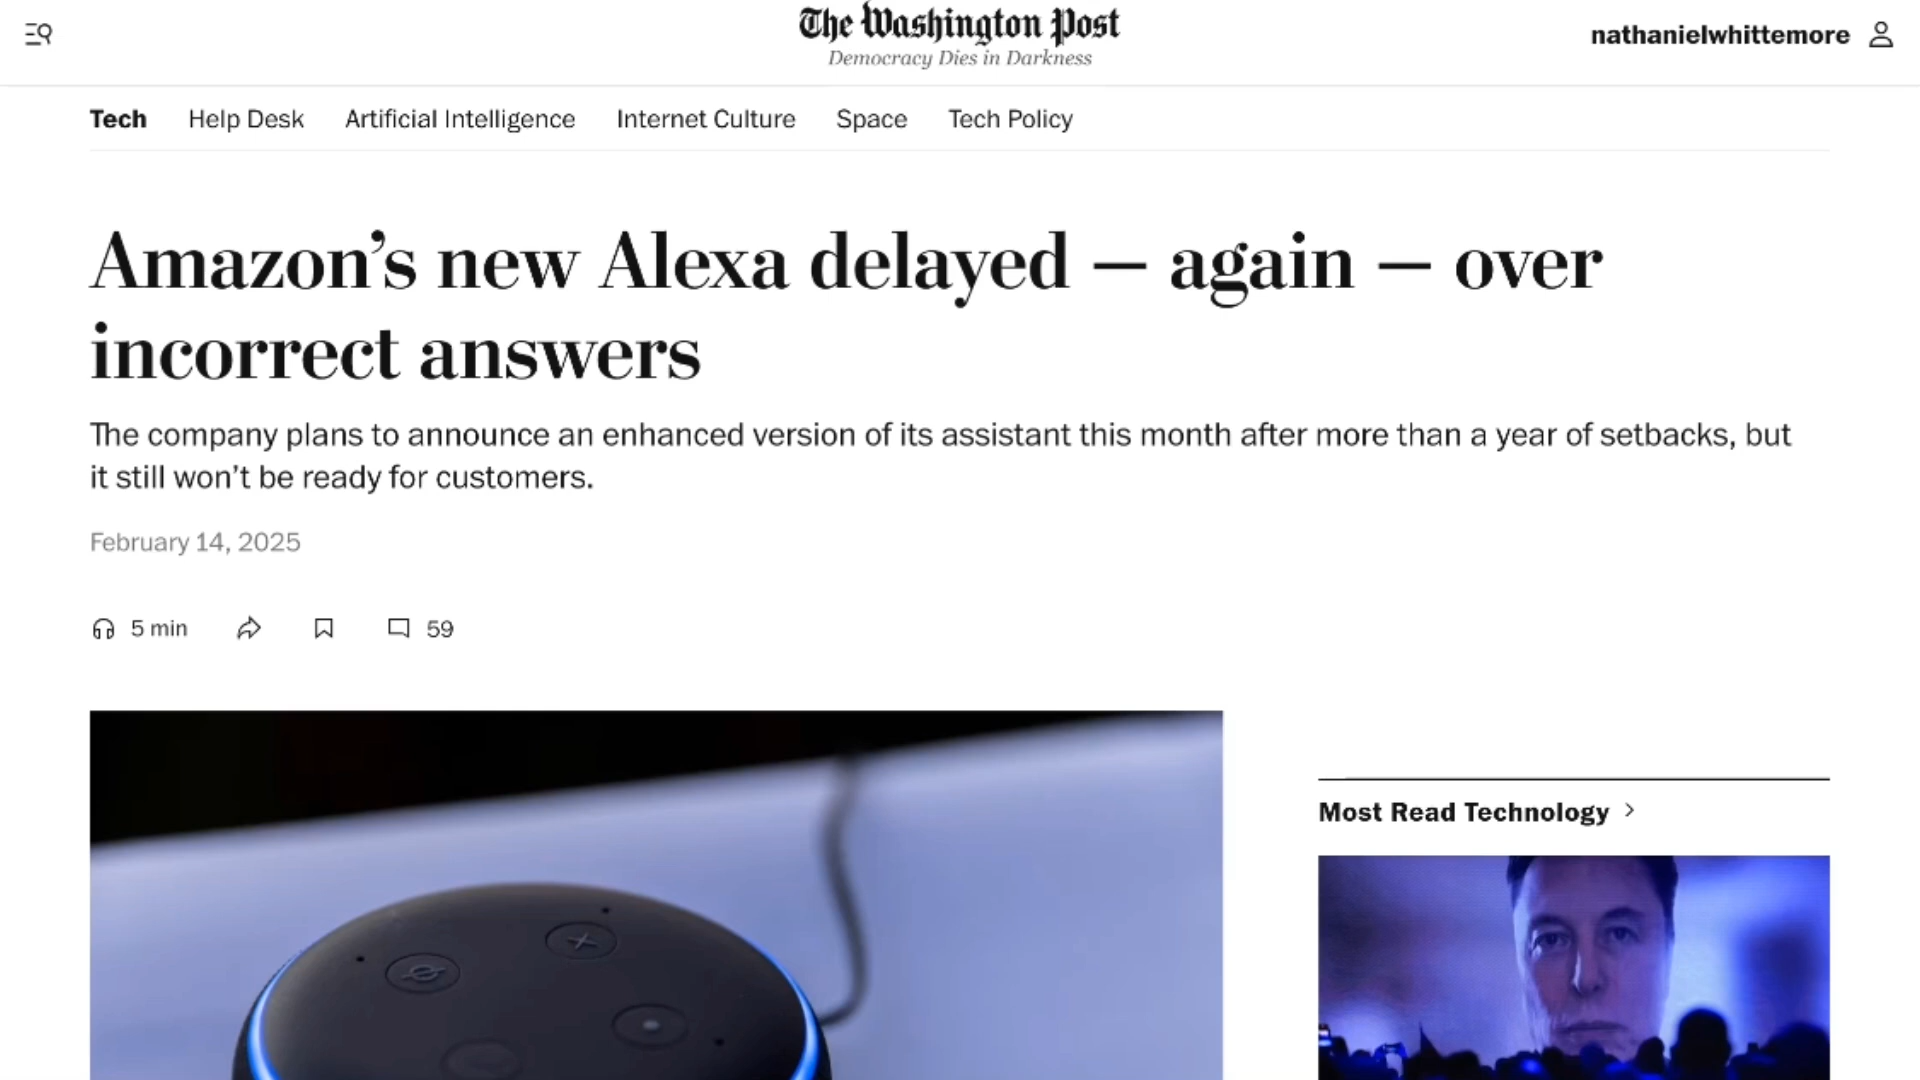 The Washington Post
Democracy Dies in Darkness
nathanielwhittemore
Tech Help Desk Artificial Intelligence Internet Culture Space Tech Policy
Amazon’s new Alexa delayed — again — over
incorrect answers
The company plans to announce an enhanced version of its assistant this month after more than a year of setbacks, but
it still won’t be ready for customers.
February 14, 2025
5 min 59
Most Read Technology